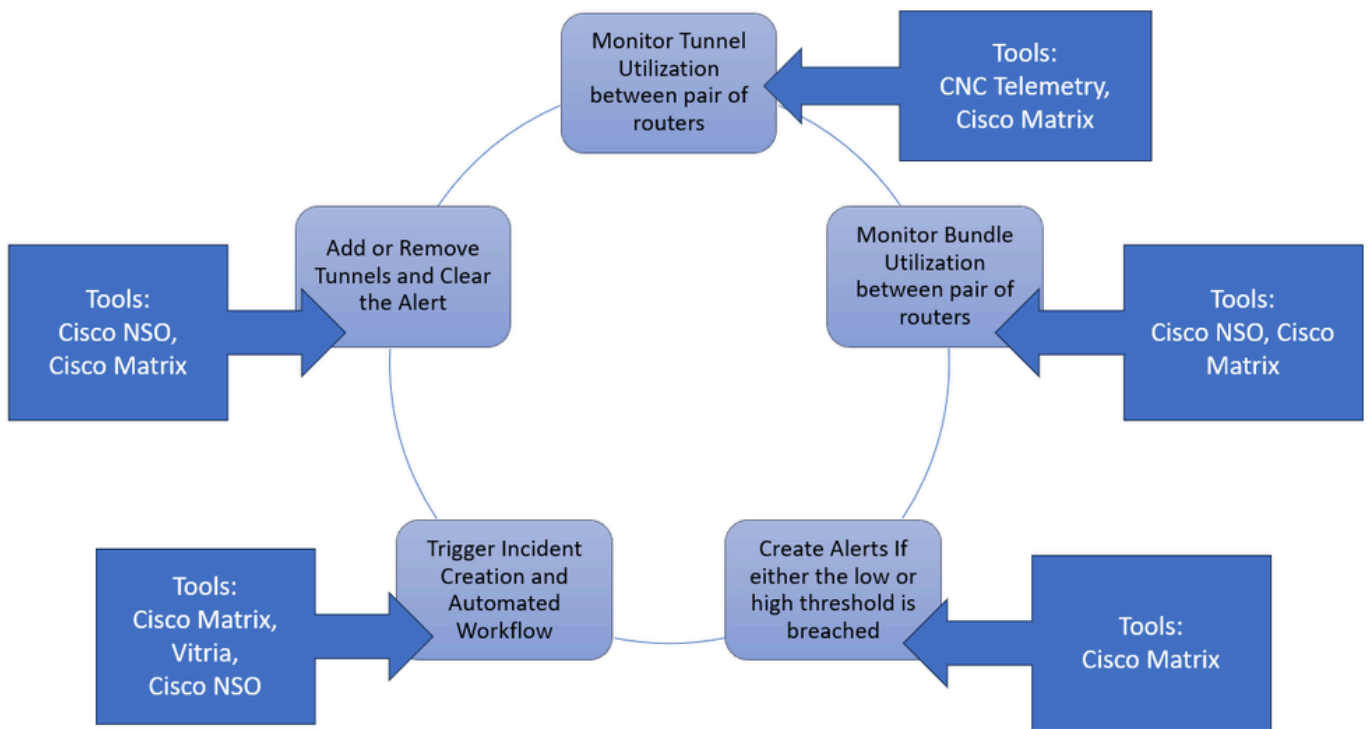 Monitor Tunnel
Utilization
between pair of
routers
Tools:
CNC Telemetry,
Cisco Matrix
Monitor Bundle
Utilization
between pair of
routers
Tools:
Cisco NSO, Cisco
Matrix
Create Alerts If
either the low or
high threshold is
breached
Tools:
Cisco Matrix
Trigger Incident
Creation and
Automated
Workflow
Tools:
Cisco Matrix,
Vitria,
Cisco NSO
Add or Remove
Tunnels and Clear
the Alert
Tools:
Cisco NSO,
Cisco Matrix